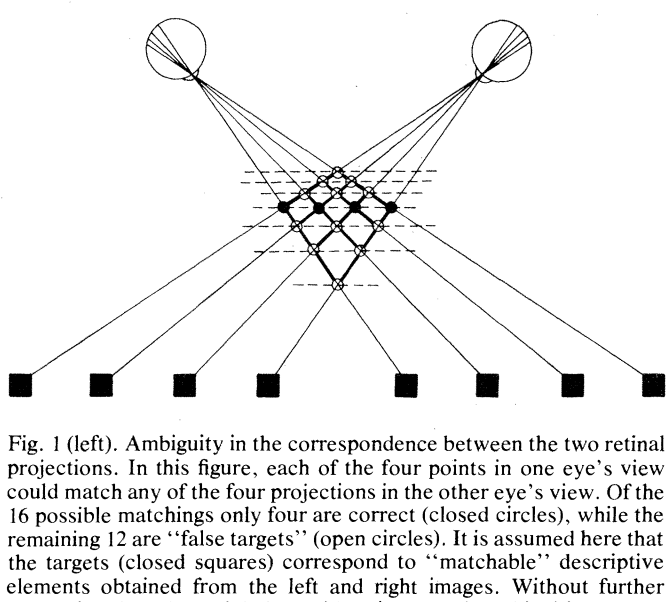 Fig. 1 (left). Ambiguity in the correspondence between the two retinal
projections. In this figure, each of the four points in one eye's view
could match any of the four projections in the other eye's view. Of the
16 possible matchings only four are correct (closed circles), while the
remaining 12 are "false targets" (open circles). It is assumed here that
the targets (closed squares) correspond to "matchable" descriptive
elements obtained from the left and right images. Without further